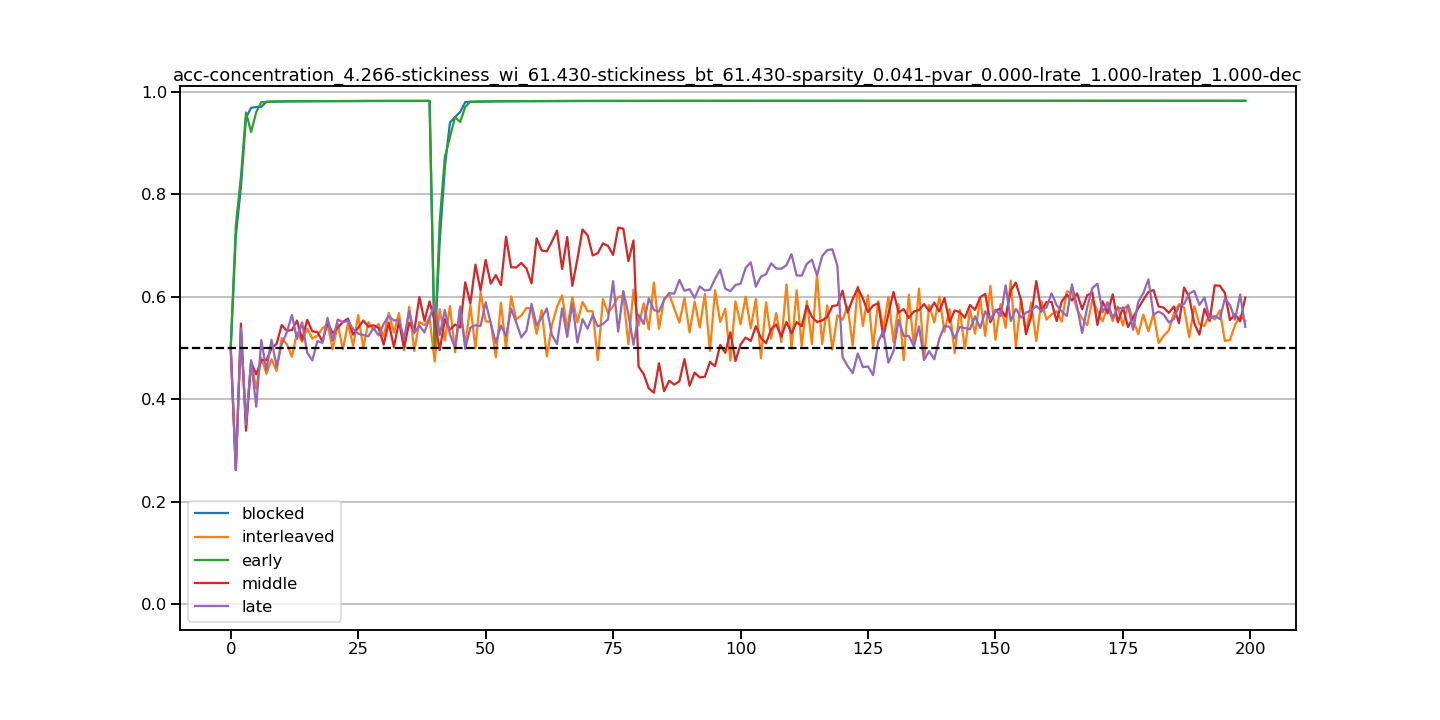 acc-concentration_4.266-stickiness_wi_61.430-stickiness_bt_61.430-sparsity_0.041-pvar_0.000-lrate_1.000-lratep_1.000-dec
1.0
0.8
0.6
0.4
0.2
0.0
blocked
interleaved
early
middle
late
0 25 50 75 100 125 150 175 200